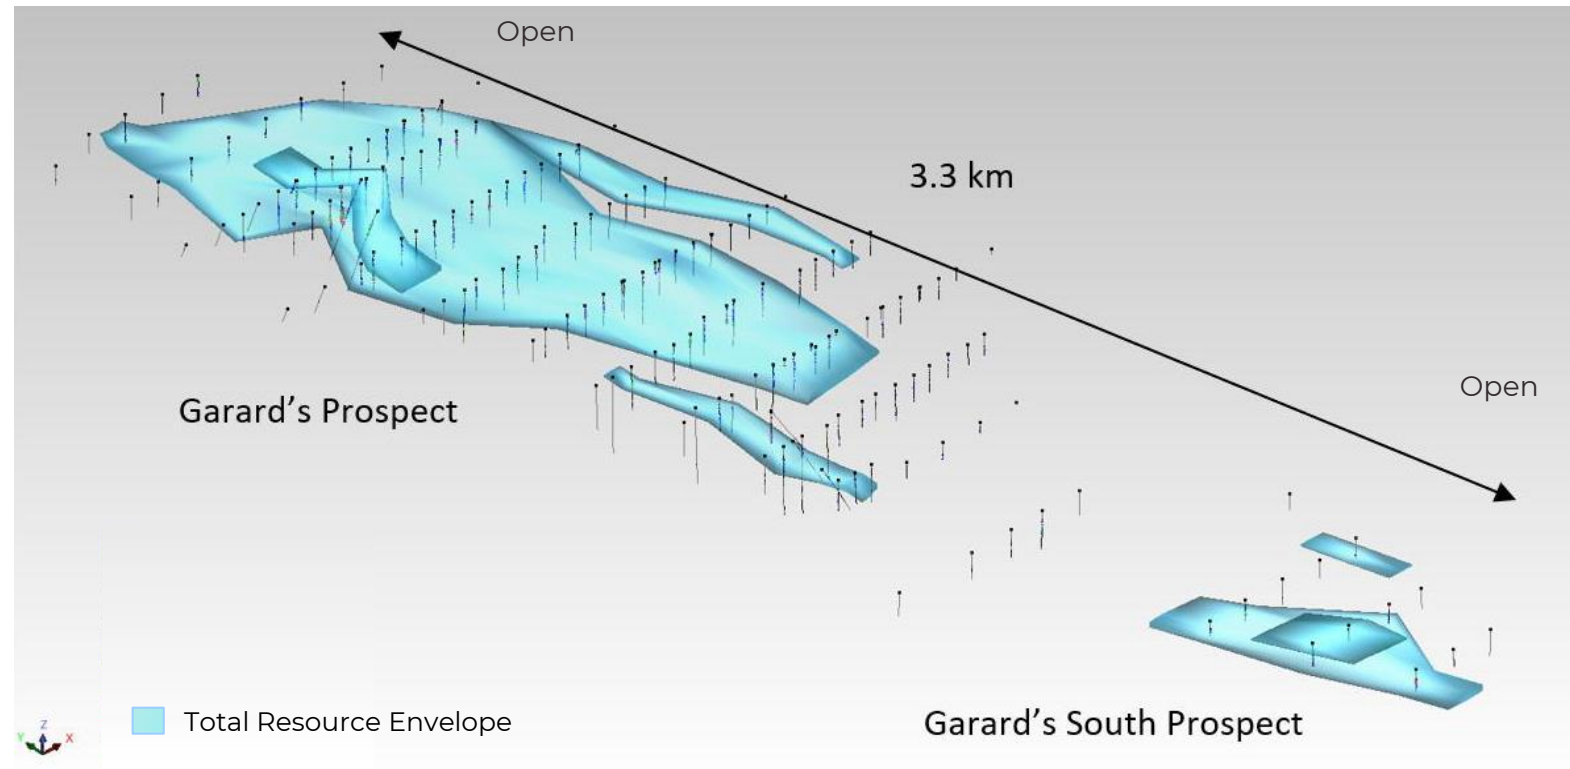 Open
3.3 km
Open
Garard's Prospect
Total Resource Envelope
Garard's South Prospect
Z
Y
X